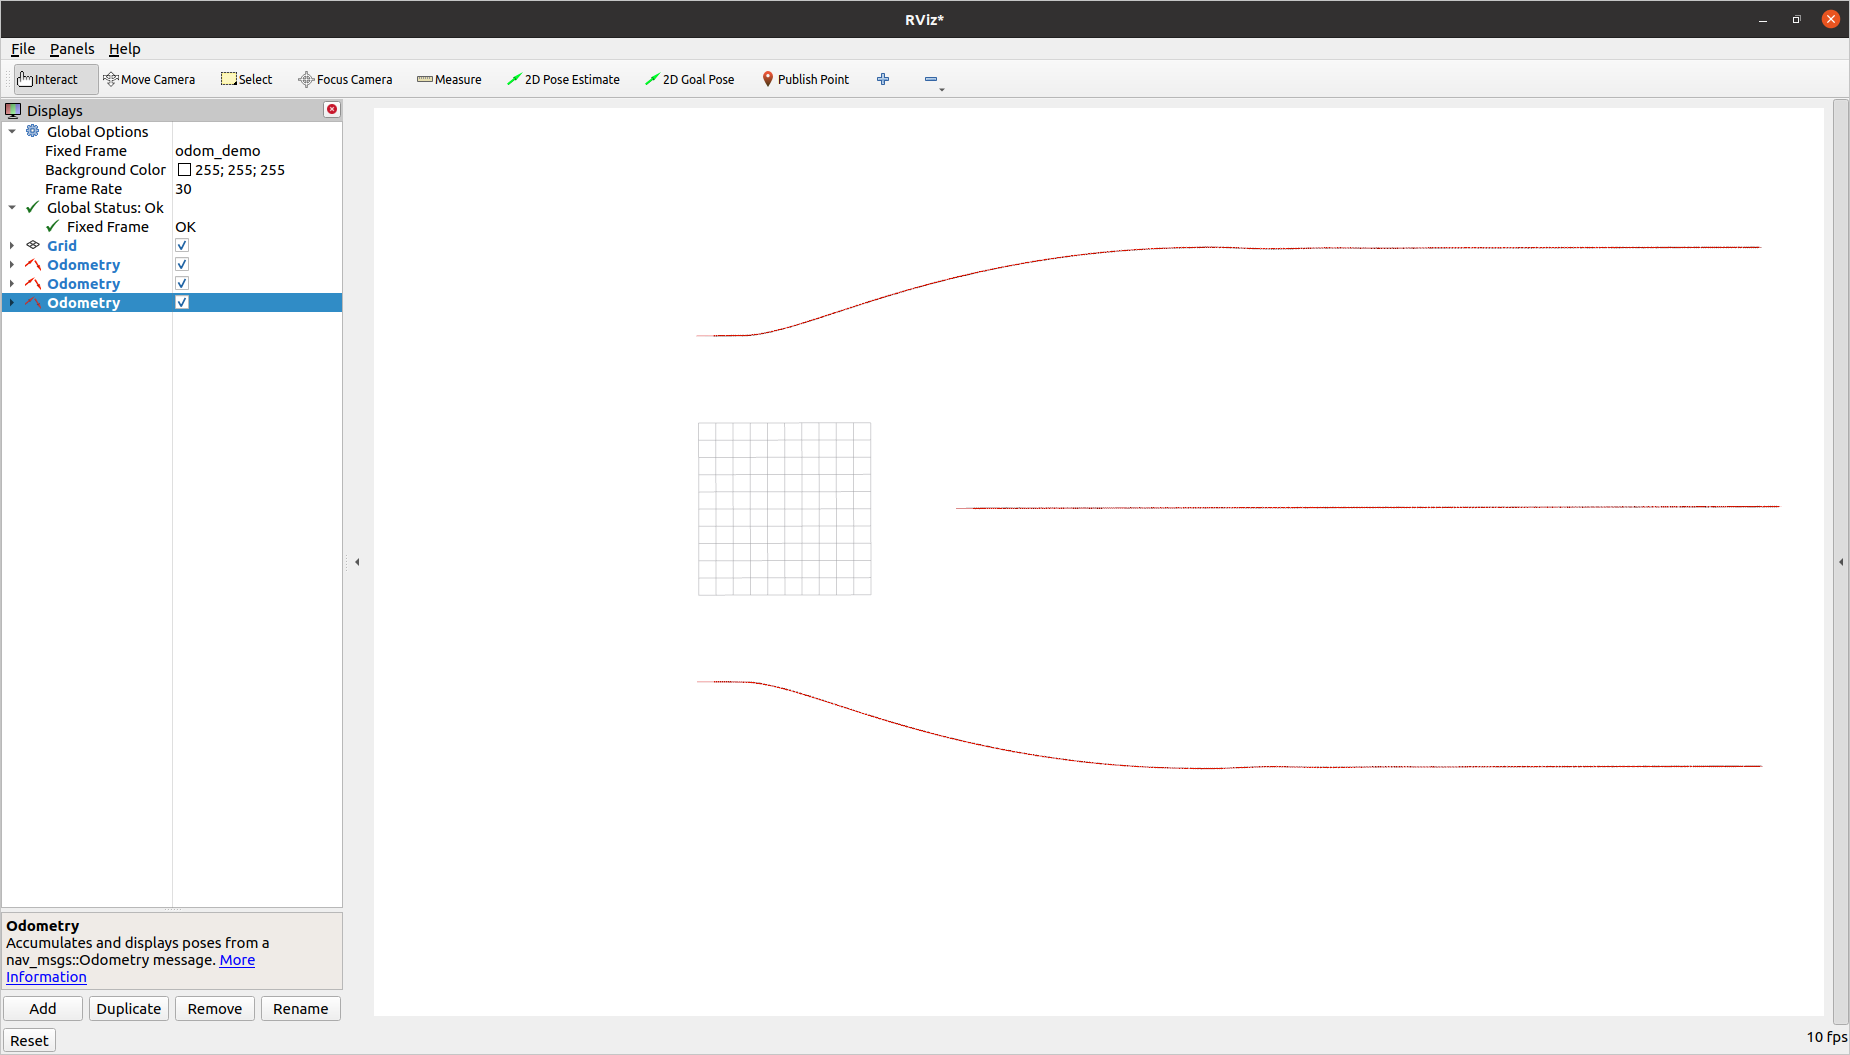 RViz*
File Panels Help
Interact Move Camera Select Focus Camera Measure 2D Pose Estimate 2D Goal Pose Publish Point
Displays
Global Options
Fixed Frame odom_demo
Background Color 255; 255; 255
Frame Rate 30
Global Status: Ok
Fixed Frame OK
Grid
Odometry
Odometry
Odometry
Odometry
Accumulates and displays poses from a
nav_msgs::Odometry message. More
Information
Add Duplicate Remove Rename
Reset
10 fps